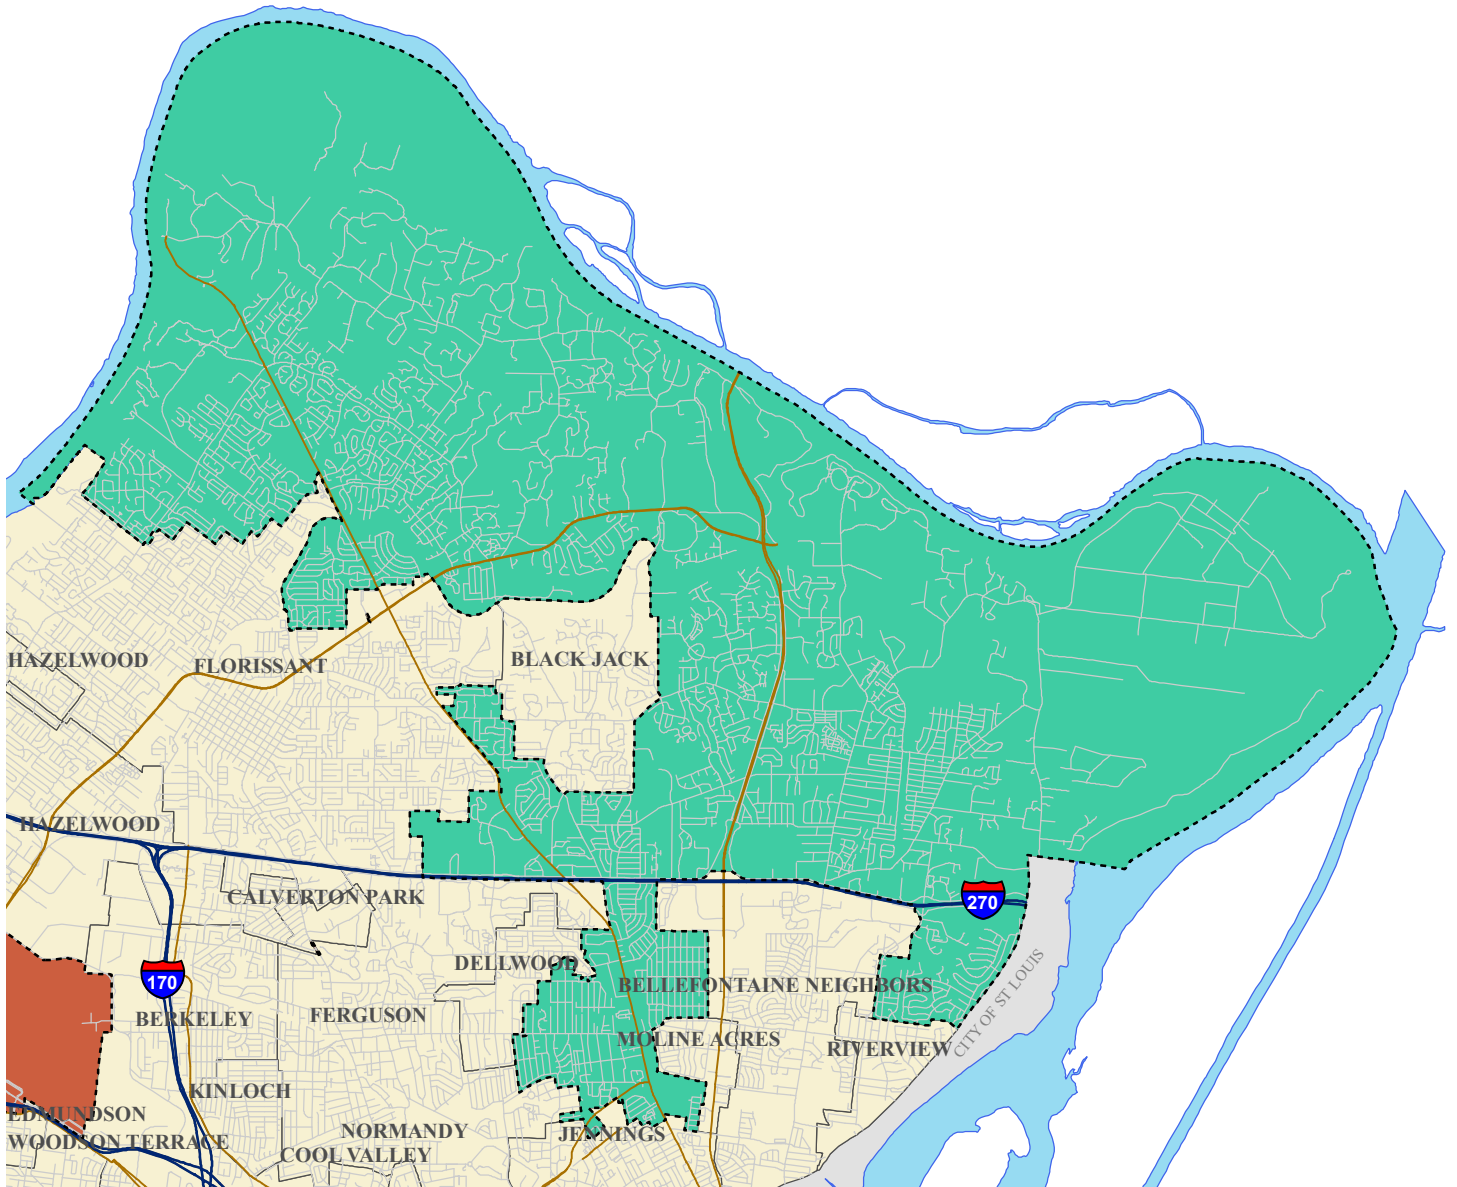 HAZELWOOD
FLORISSANT
BLACK JACK
HAZELWOOD
CALVERTON PARK
270
DELLWOOD
170
BELLEFONTAINE NEIGHBORS
CITY OF ST LOUIS
BERKELEY
FERGUSON
MOLINE ACRES
RIVERVIEW
KINLOCH
EDMUNDSON
NORMANDY
JENNINGS
WOODSON TERRACE
COOL VALLEY